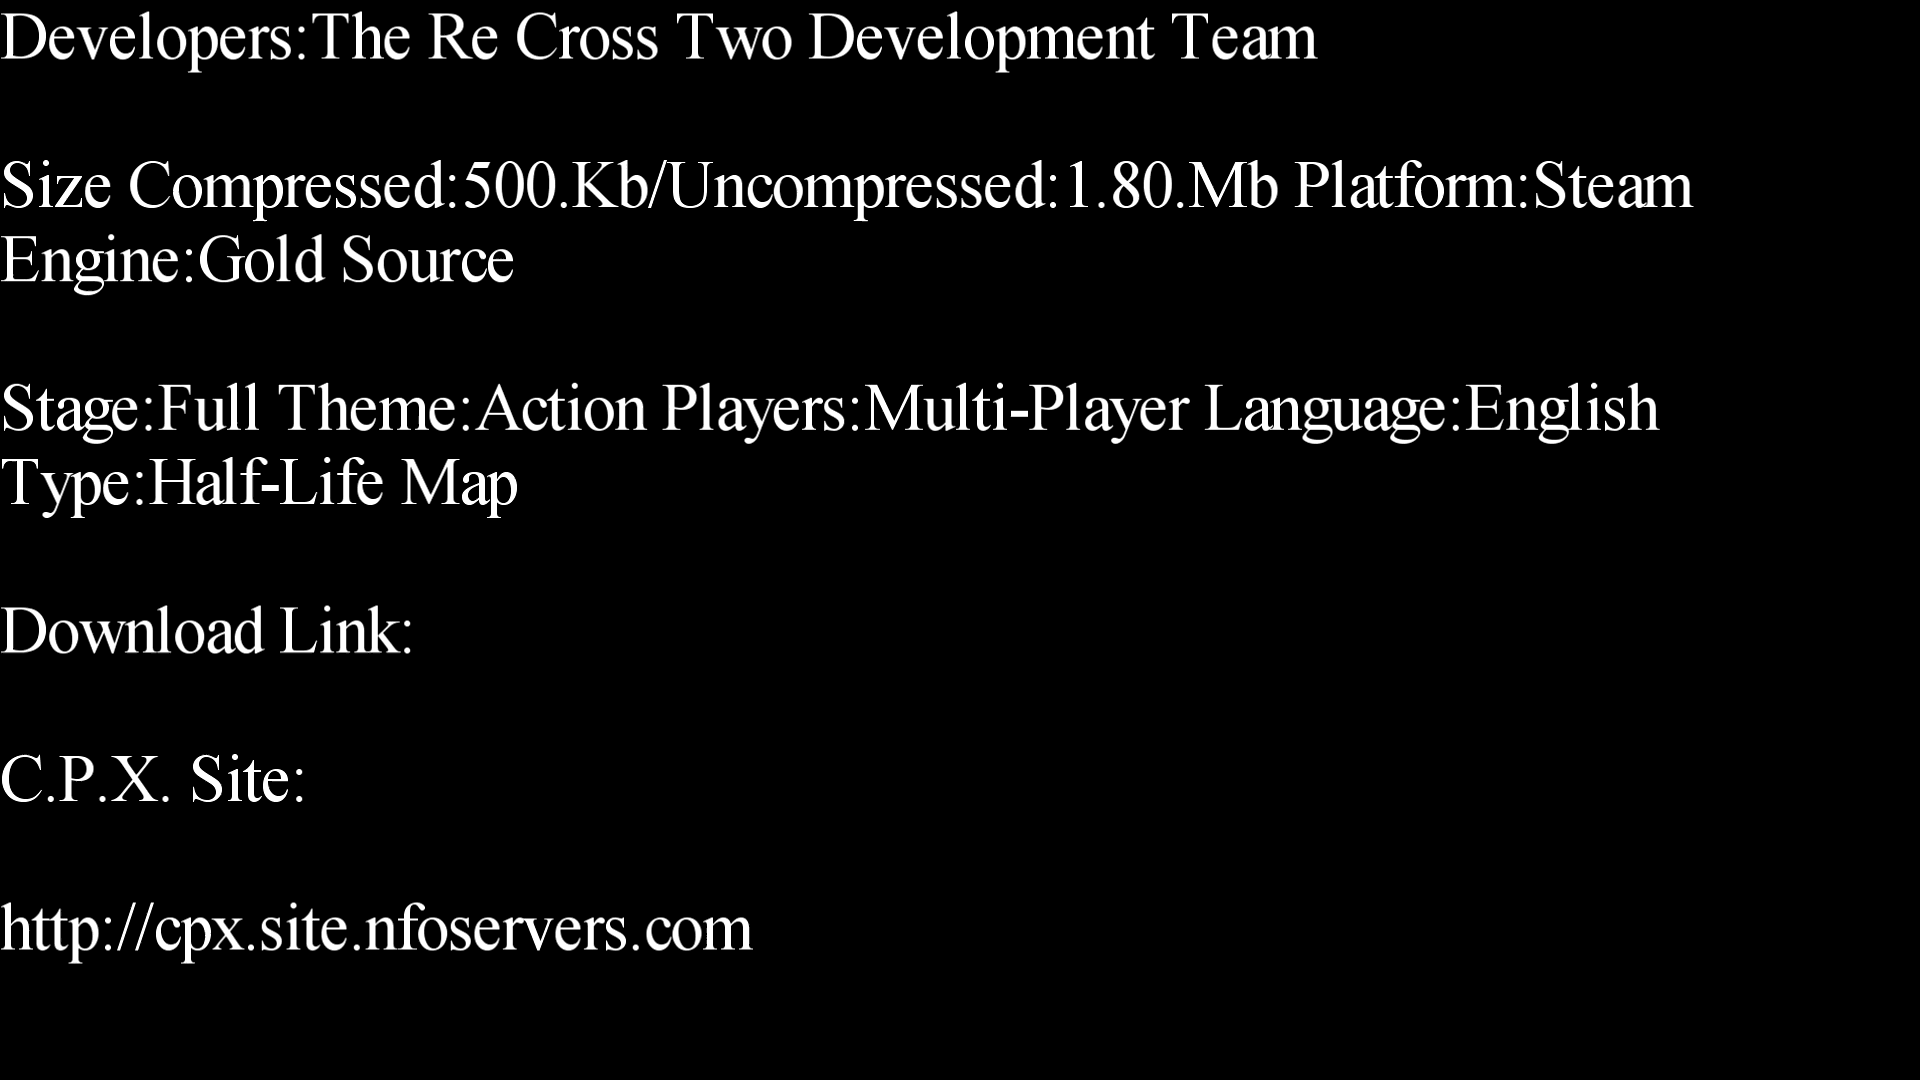 Developers:The Re Cross Two Development Team
Size Compressed:500.Kb/Uncompressed:1.80.Mb Platform:Steam
Engine:Gold Source
Stage:Full Theme:Action Players:Multi-Player Language:English
Type:Half-Life Map
Download Link:
C.P.X. Site:
http://cpx.site.nfoservers.com